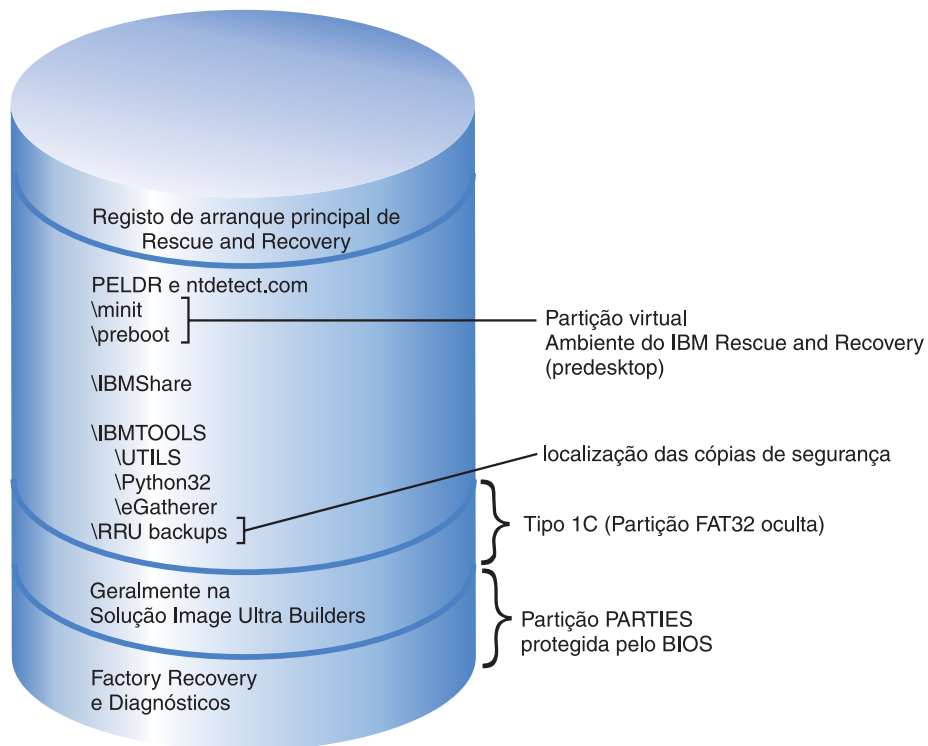 Registo de arranque principal de
Rescue and Recovery
PELDR e ntdetect.com
\minit
\preboot
Partição virtual
Ambiente do IBM Rescue and Recovery
(predesktop)
\IBMShare
\IBMTOOLS
\UTILS
\Python32
\eGatherer
\RRU backups
localização das cópias de segurança
Tipo 1C (Partição FAT32 oculta)
Geralmente na
Solução Image Ultra Builders
Partição PARTIES
protegida pelo BIOS
Factory Recovery
e Diagnósticos